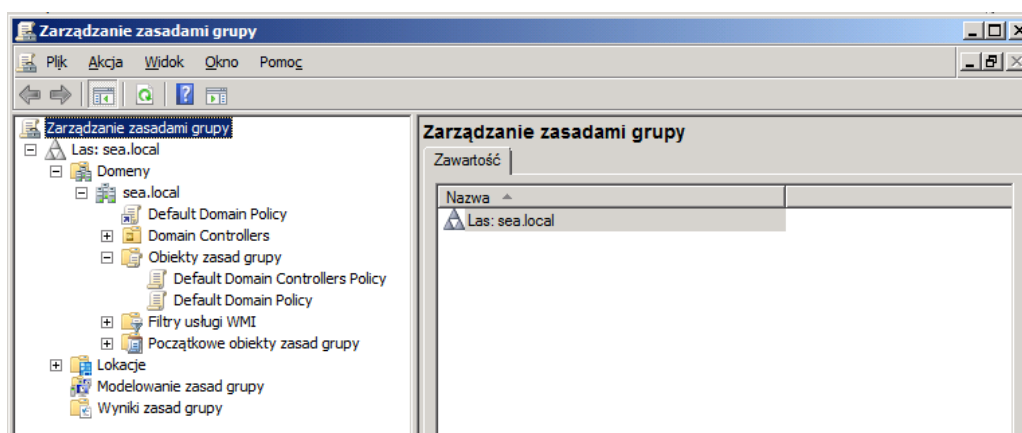 Zarządzanie zasadami grupy
Plik Akcja Widok Okno Pomoc
Zarządzanie zasadami grupy
Las: sea.local
Domeny
sea.local
Default Domain Policy
Domain Controllers
Obiekty zasad grupy
Default Domain Controllers Policy
Default Domain Policy
Filtry usługi WMI
Początkowe obiekty zasad grupy
Lokacje
Modelowanie zasad grupy
Wyniki zasad grupy
Zarządzanie zasadami grupy
Zawartość
Nazwa
Las: sea.local